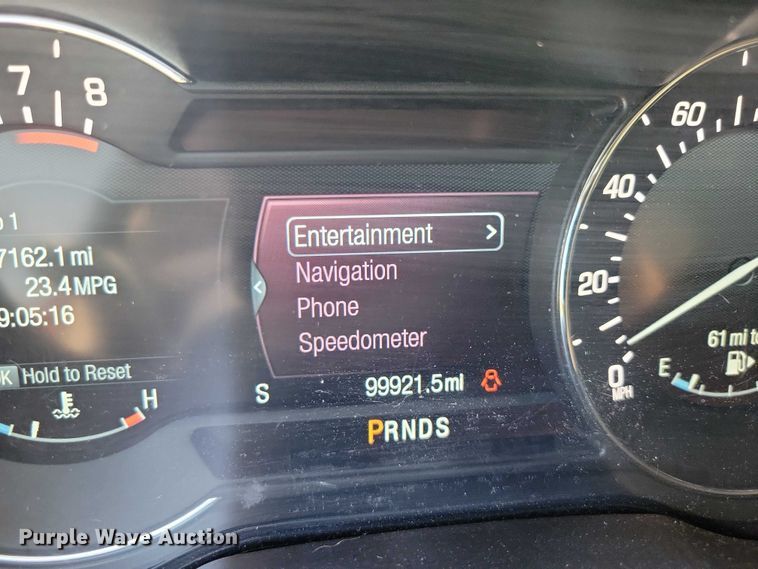 7 8
1
7162.1 mi
23.4 MPG
9:05:16
OK Hold to Reset
H
Entertainment >
Navigation
Phone
Speedometer
S 99921.5mi
PRNDS
60
40
20
0
MPH
61 mi to
E
Purple Wave Auction